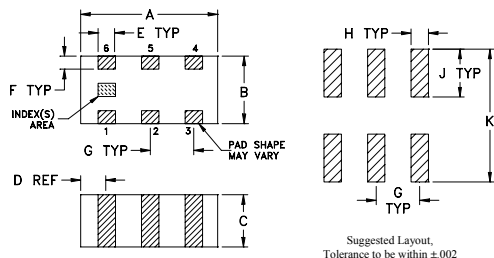 A
E TYP
6 5 4
F TYP
B
INDEX(S)
AREA
1 2 3
G TYP
PAD SHAPE
MAY VARY
D REF
C
H TYP
J TYP
K
G
TYP
Suggested Layout,
Tolerance to be within ±.002